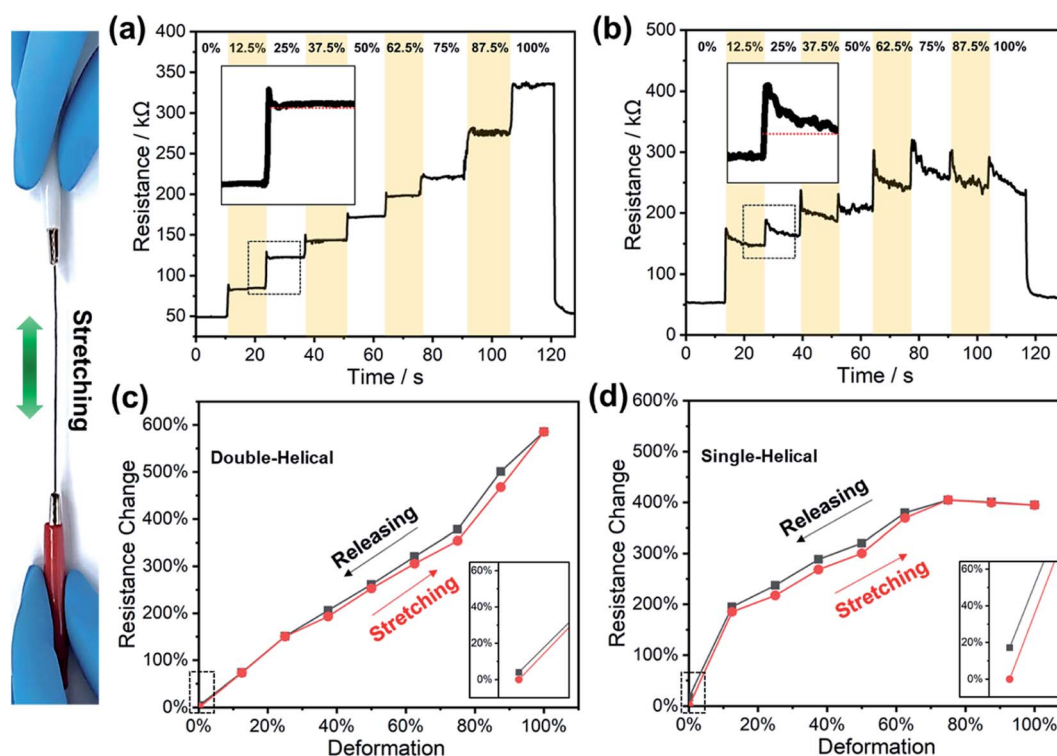 Stretching
(a)
0% 12.5% 25% 37.5% 50% 62.5% 75% 87.5% 100%
350
300
250
200
150
100
50
Resistance / kΩ
0 20 40 60 80 100 120
Time / s
(b)
0% 12.5% 25% 37.5% 50% 62.5% 75% 87.5% 100%
500
400
300
200
100
0
Resistance / kΩ
0 20 40 60 80 100 120
Time / s
(c)
600%
500%
400%
300%
200%
100%
0%
Resistance Change
Double-Helical
Releasing
Stretching
60%
40%
20%
0%
0% 20% 40% 60% 80% 100%
Deformation
(d)
600%
500%
400%
300%
200%
100%
0%
Resistance Change
Single-Helical
Releasing
Stretching
60%
40%
20%
0%
0% 20% 40% 60% 80% 100%
Deformation